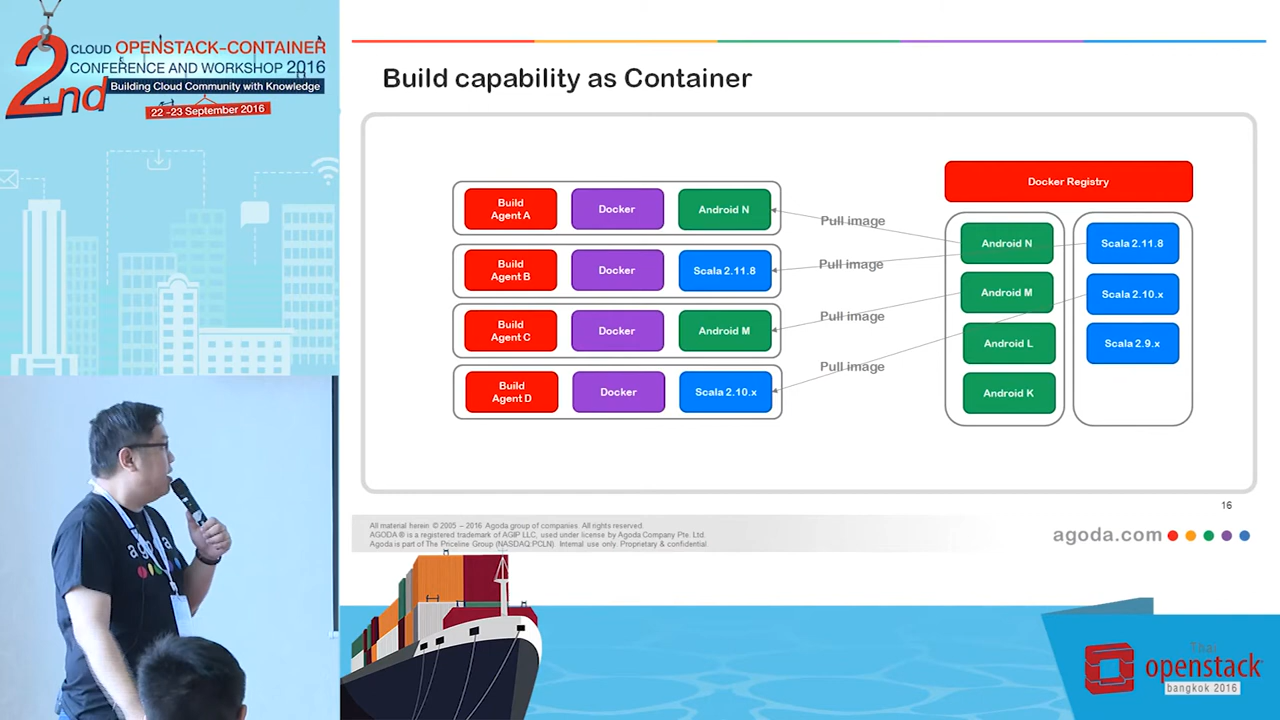 2nd
CLOUD OPENSTACK-CONTAINER
CONFERENCE AND WORKSHOP 2016
Building Cloud Community with Knowledge
22 -23 September 2016
Build capability as Container
Build
Agent A
Docker
Android N
Build
Agent B
Docker
Scala 2.11.8
Build
Agent C
Docker
Android M
Build
Agent D
Docker
Scala 2.10.x
Pull image
Pull image
Pull image
Pull image
Docker Registry
Android N
Android M
Android L
Android K
Scala 2.11.8
Scala 2.10.x
Scala 2.9.x
16
All material herein © 2005 – 2016 Agoda group of companies. All rights reserved.
AGODA ® is a registered trademark of AGIP LLC, used under license by Agoda Company Pte. Ltd.
Agoda is part of The Priceline Group (NASDAQ:PCLN). Internal use only. Proprietary & confidential.
agoda.com
agoda
Thai
openstack
bangkok 2016